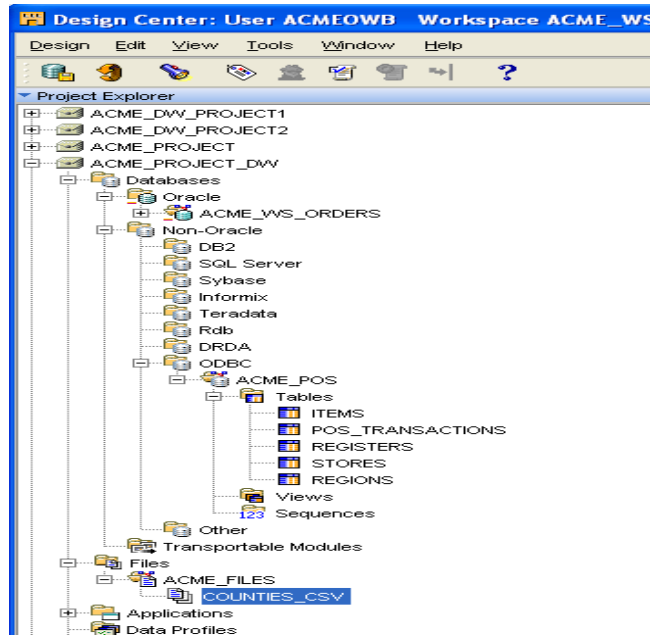 Design Center: User ACMEOWB Workspace ACME_WS
Design Edit View Tools Window Help
Project Explorer
ACME_DW_PROJECT1
ACME_DW_PROJECT2
ACME_PROJECT
ACME_PROJECT_DW
Databases
Oracle
ACME_WS_ORDERS
Non-Oracle
DB2
SQL Server
Sybase
Informix
Teradata
Rdb
DRDA
ODBC
ACME_POS
Tables
ITEMS
POS_TRANSACTIONS
REGISTERS
STORES
REGIONS
Views
123 Sequences
Other
Transportable Modules
Files
ACME_FILES
COUNTIES_CSV
Applications
Data Profiles